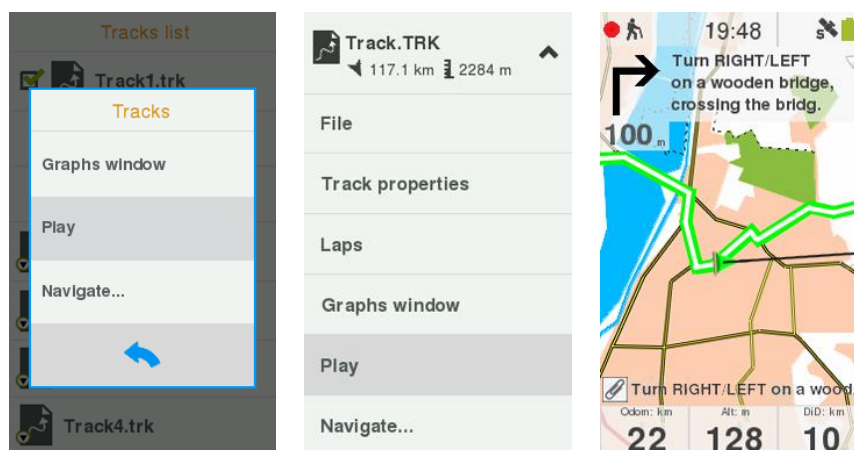 Tracks list
Track1.trk
Tracks
Graphs window
Play
Navigate...
Track4.trk
Track.TRK
117.1 km 2284 m
File
Track properties
Laps
Graphs window
Play
Navigate...
19:48
S
Turn RIGHT/LEFT
on a wooden bridge,
crossing the bridg.
100 m
Turn RIGHT/LEFT on a wood
Odom: km Alt: m DiD: km
22 128 10